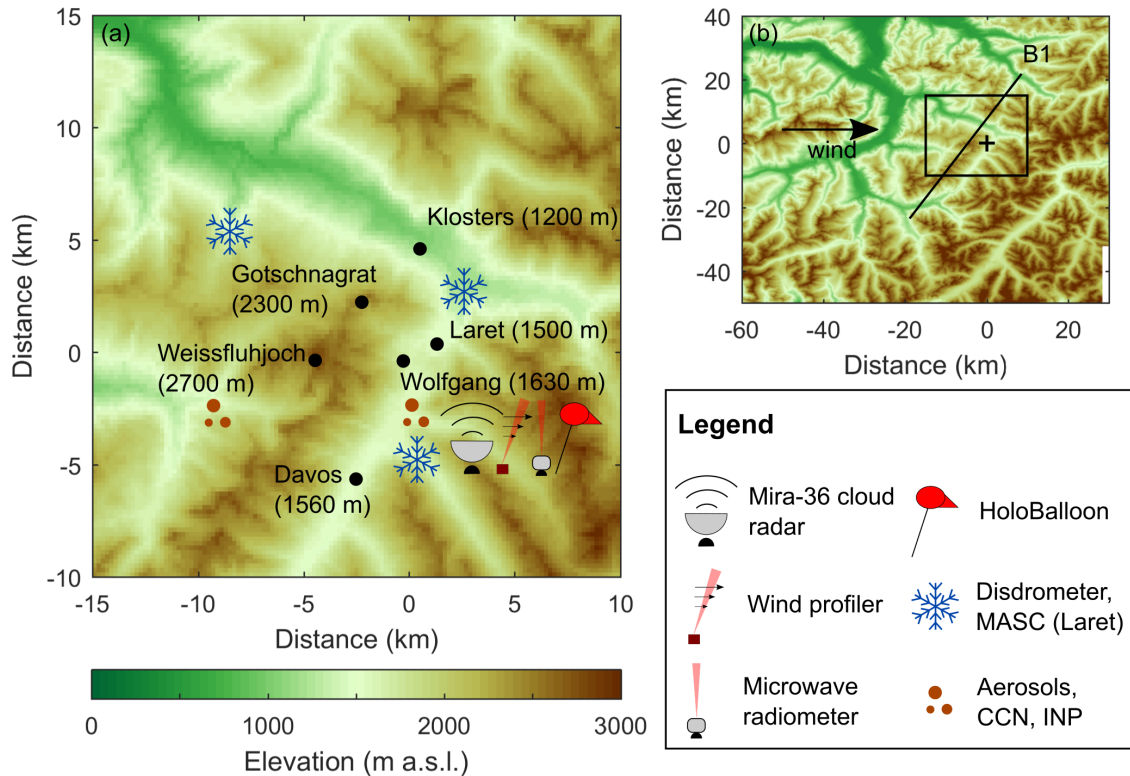 (a)
15
10
5
0
-5
-10
Distance (km)
-15
-10
-5
0
5
10
Distance (km)
Klosters (1200 m)
Gotschnagrat
(2300 m)
Laret (1500 m)
Weissfluhjoch
(2700 m)
Wolfgang (1630 m)
Davos
(1560 m)
0
1000
2000
3000
Elevation (m a.s.l.)
(b)
B1
wind
40
20
0
-20
-40
Distance (km)
-60
-40
-20
0
20
Distance (km)
Legend
Mira-36 cloud
radar
HoloBalloon
Wind profiler
Disdrometer,
MASC (Laret)
Microwave
radiometer
Aerosols,
CCN, INP